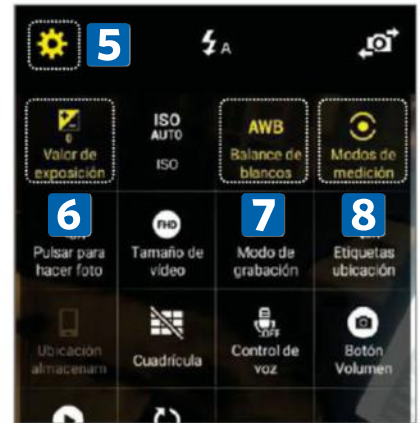 5
A
ISO
AUTO
AWB
0
Valor de
exposición
ISO
Balance de
blancos
Modos de
medición
6
7
8
FHD
Pulsar para
hacer foto
Tamaño de
vídeo
Modo de
grabación
Etiquetas
ubicación
OFF
Ubicación
almacenam
Cuadrícula
Control de
voz
Botón
Volumen